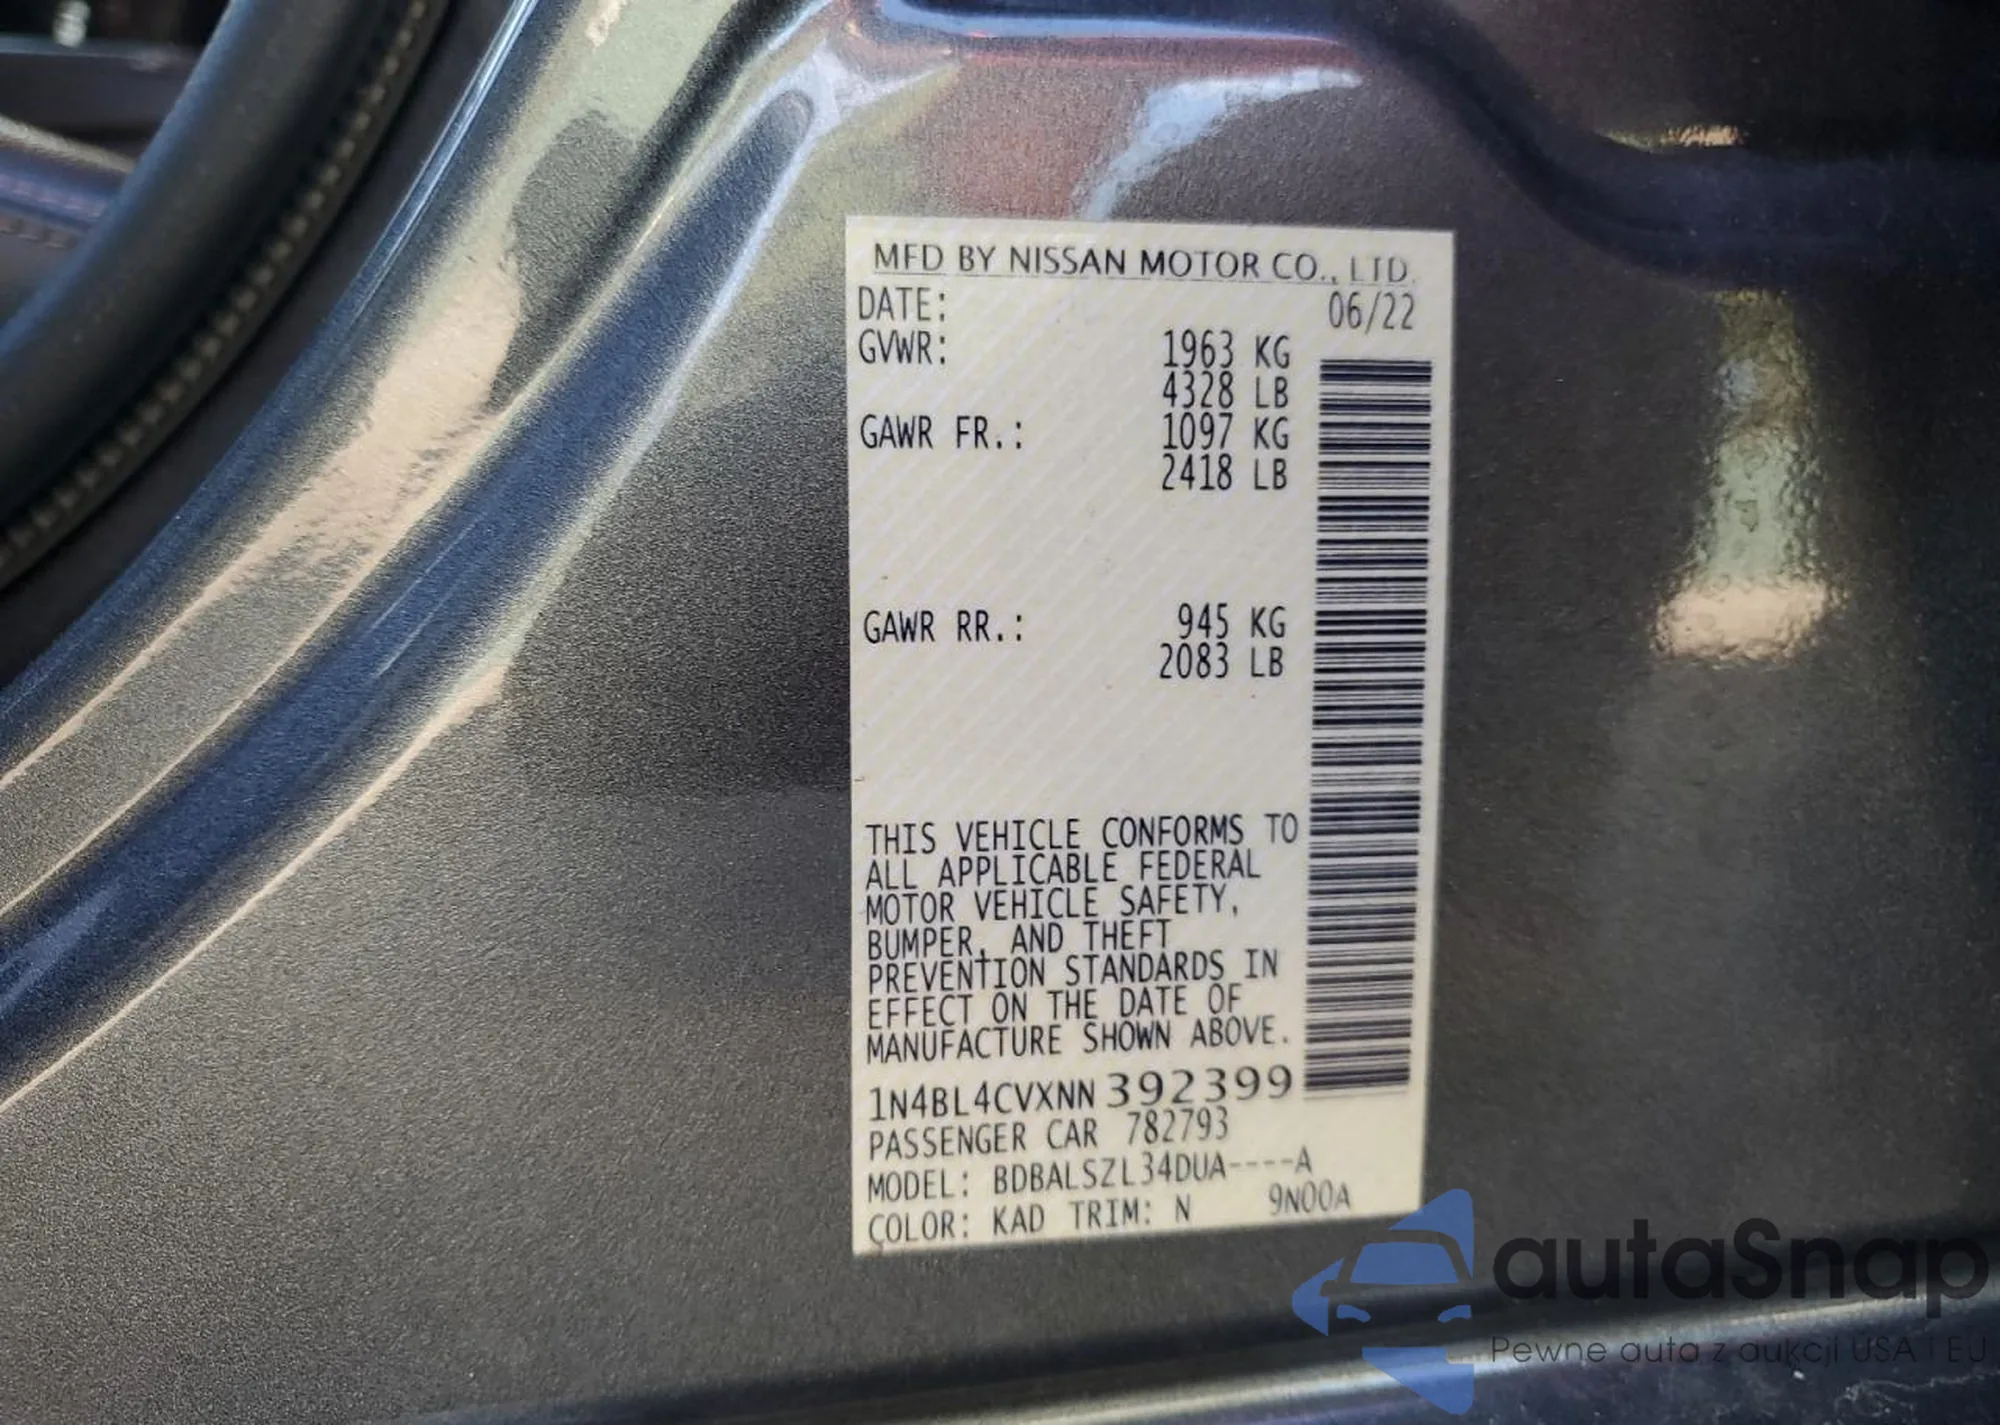 MFD BY NISSAN MOTOR CO., LTD.
DATE: 06/22
GVWR: 1963 KG
4328 LB
GAWR FR.: 1097 KG
2418 LB
GAWR RR.: 945 KG
2083 LB
THIS VEHICLE CONFORMS TO
ALL APPLICABLE FEDERAL
MOTOR VEHICLE SAFETY,
BUMPER, AND THEFT
PREVENTION STANDARDS IN
EFFECT ON THE DATE OF
MANUFACTURE SHOWN ABOVE.
1N4BL4CVXNN 392399
PASSENGER CAR 782793
MODEL: BDBALSZL34DUA----A
COLOR: KAD TRIM: N 9N00A
autaSnap
Pewne auta z aukcji USA i EU